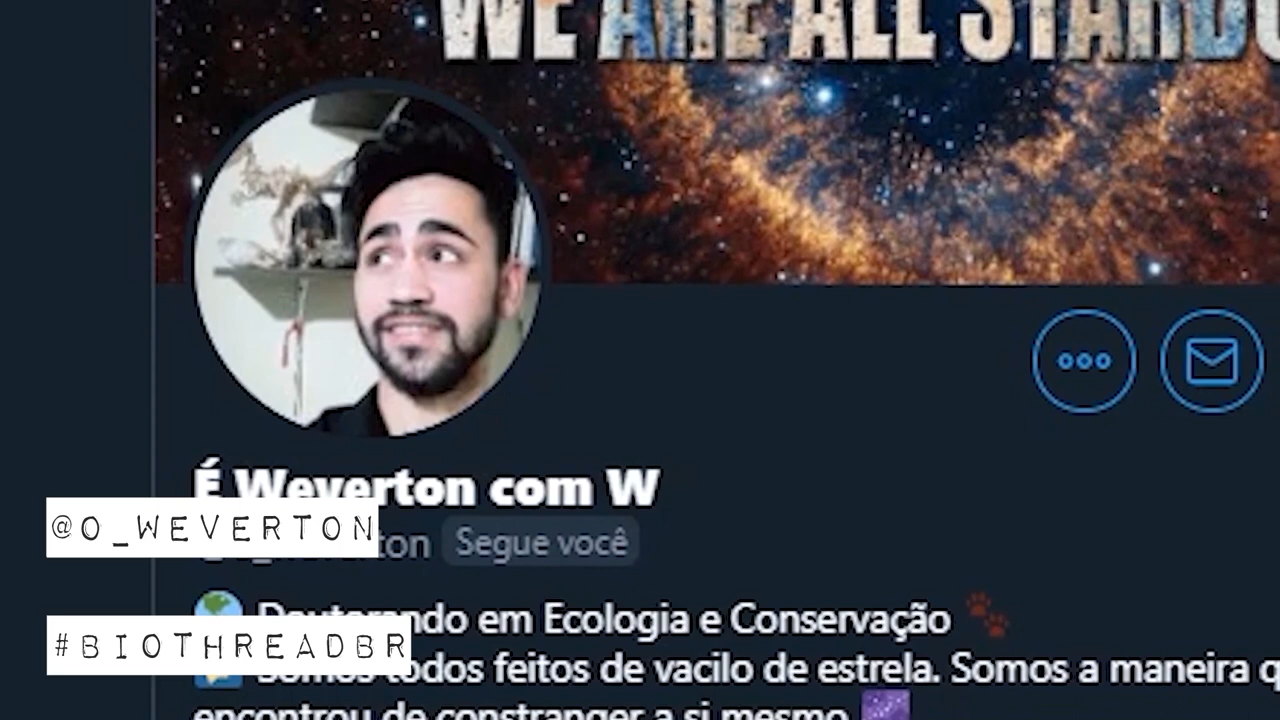 WE ARE ALL STARDU
É Weverton com W
@O_WEVERTON
Segue você
Doutorando em Ecologia e Conservação
#BIOTHREADBR
Somos todos feitos de vacilo de estrela. Somos a maneira q
encontrou de constranger a si mesmo